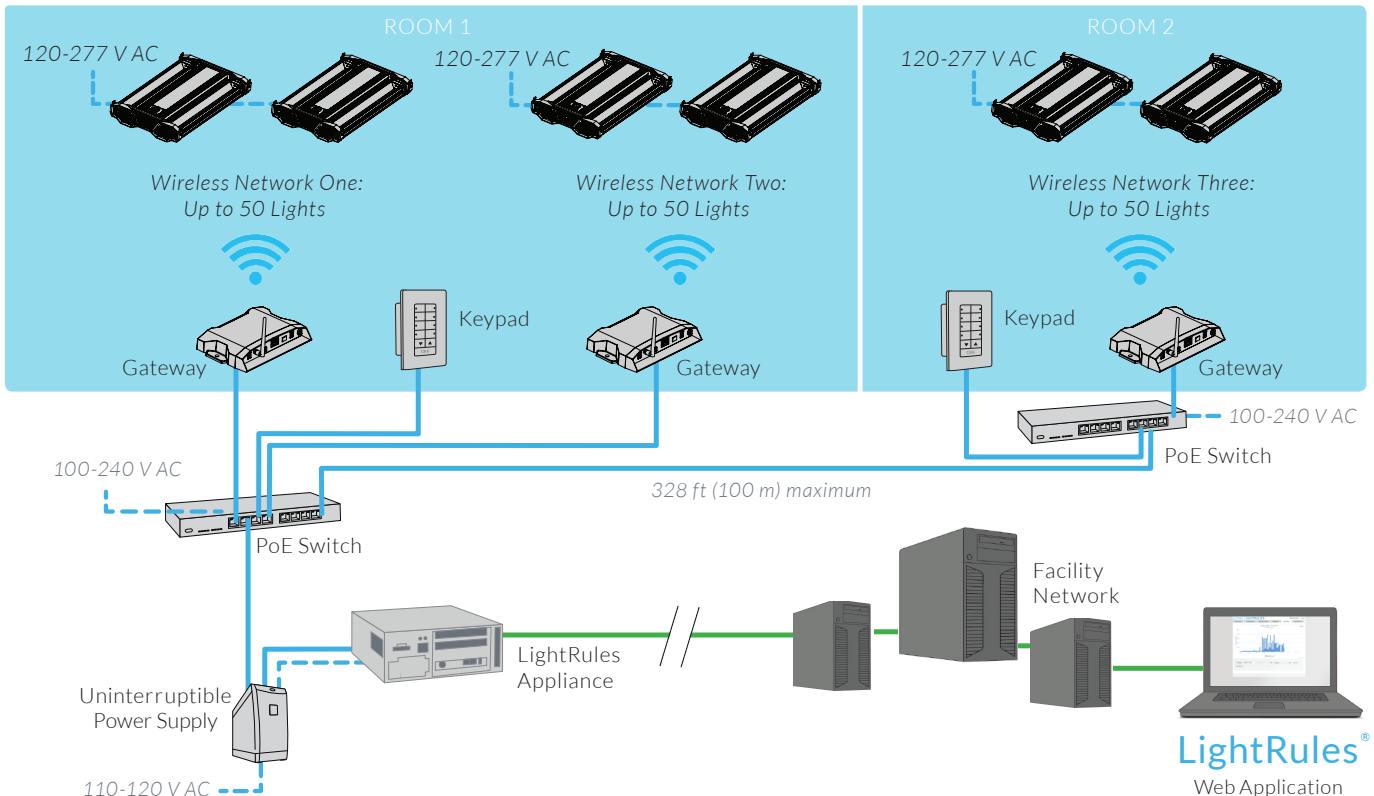 ROOM 1
ROOM 2
120-277 V AC
120-277 V AC
120-277 V AC
Wireless Network One:
Up to 50 Lights
Wireless Network Two:
Up to 50 Lights
Wireless Network Three:
Up to 50 Lights
Keypad
Keypad
Gateway
Gateway
Gateway
100-240 V AC
PoE Switch
100-240 V AC
328 ft (100 m) maximum
PoE Switch
Facility
Network
LightRules
Appliance
Uninterruptible
Power Supply
110-120 V AC
LightRules®
Web Application